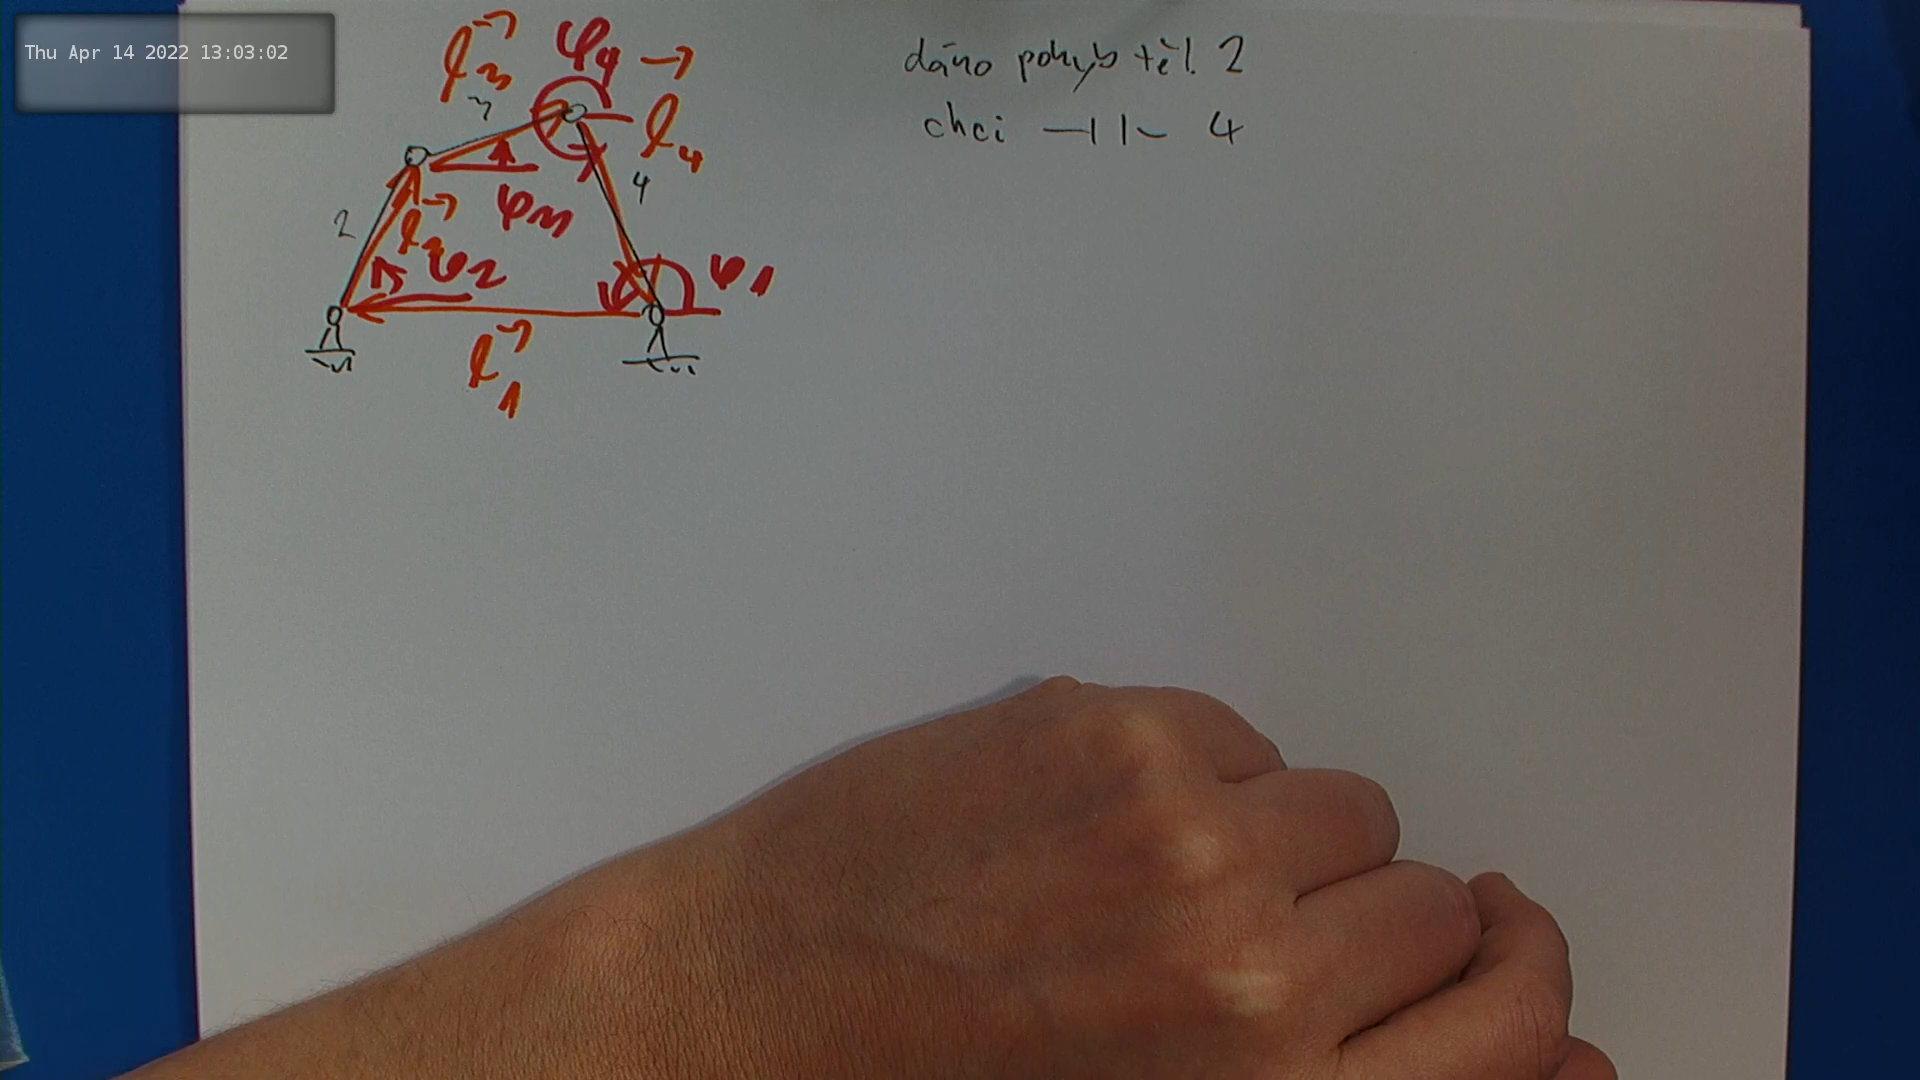 Thu Apr 14 2022 13:03:02
dáno pohyb těl. 2
chci —||— 4
l₃
φ₄
3
l₄
4
2
l₂
φ₃
φ₂
φ₁
l₁